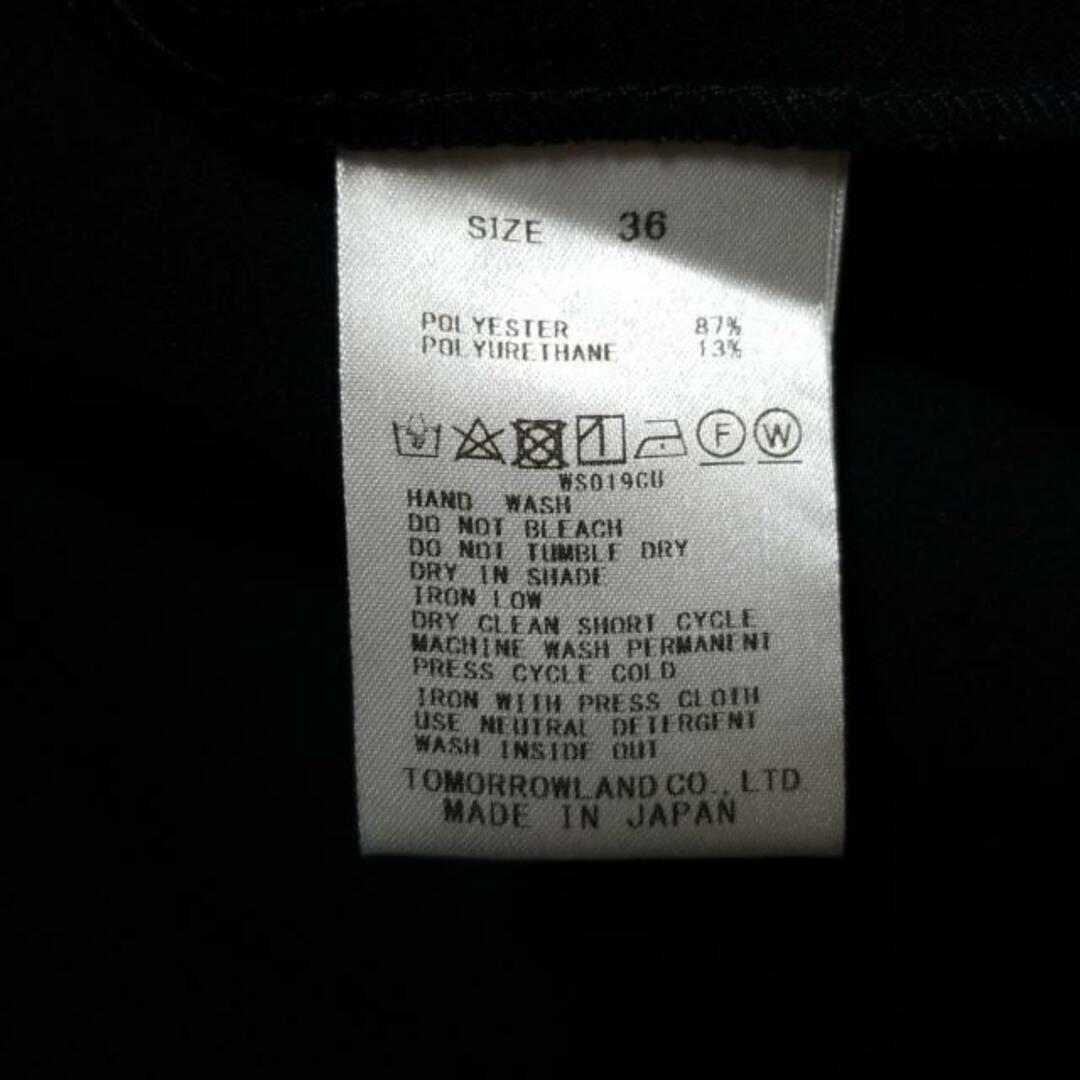 SIZE 36
POLYESTER 87%
POLYURETHANE 13%
F W
WS019CU
HAND WASH
DO NOT BLEACH
DO NOT TUMBLE DRY
DRY IN SHADE
IRON LOW
DRY CLEAN SHORT CYCLE
MACHINE WASH PERMANENT
PRESS CYCLE COLD
IRON WITH PRESS CLOTH
USE NEUTRAL DETERGENT
WASH INSIDE OUT
TOMORROWLAND CO., LTD
MADE IN JAPAN